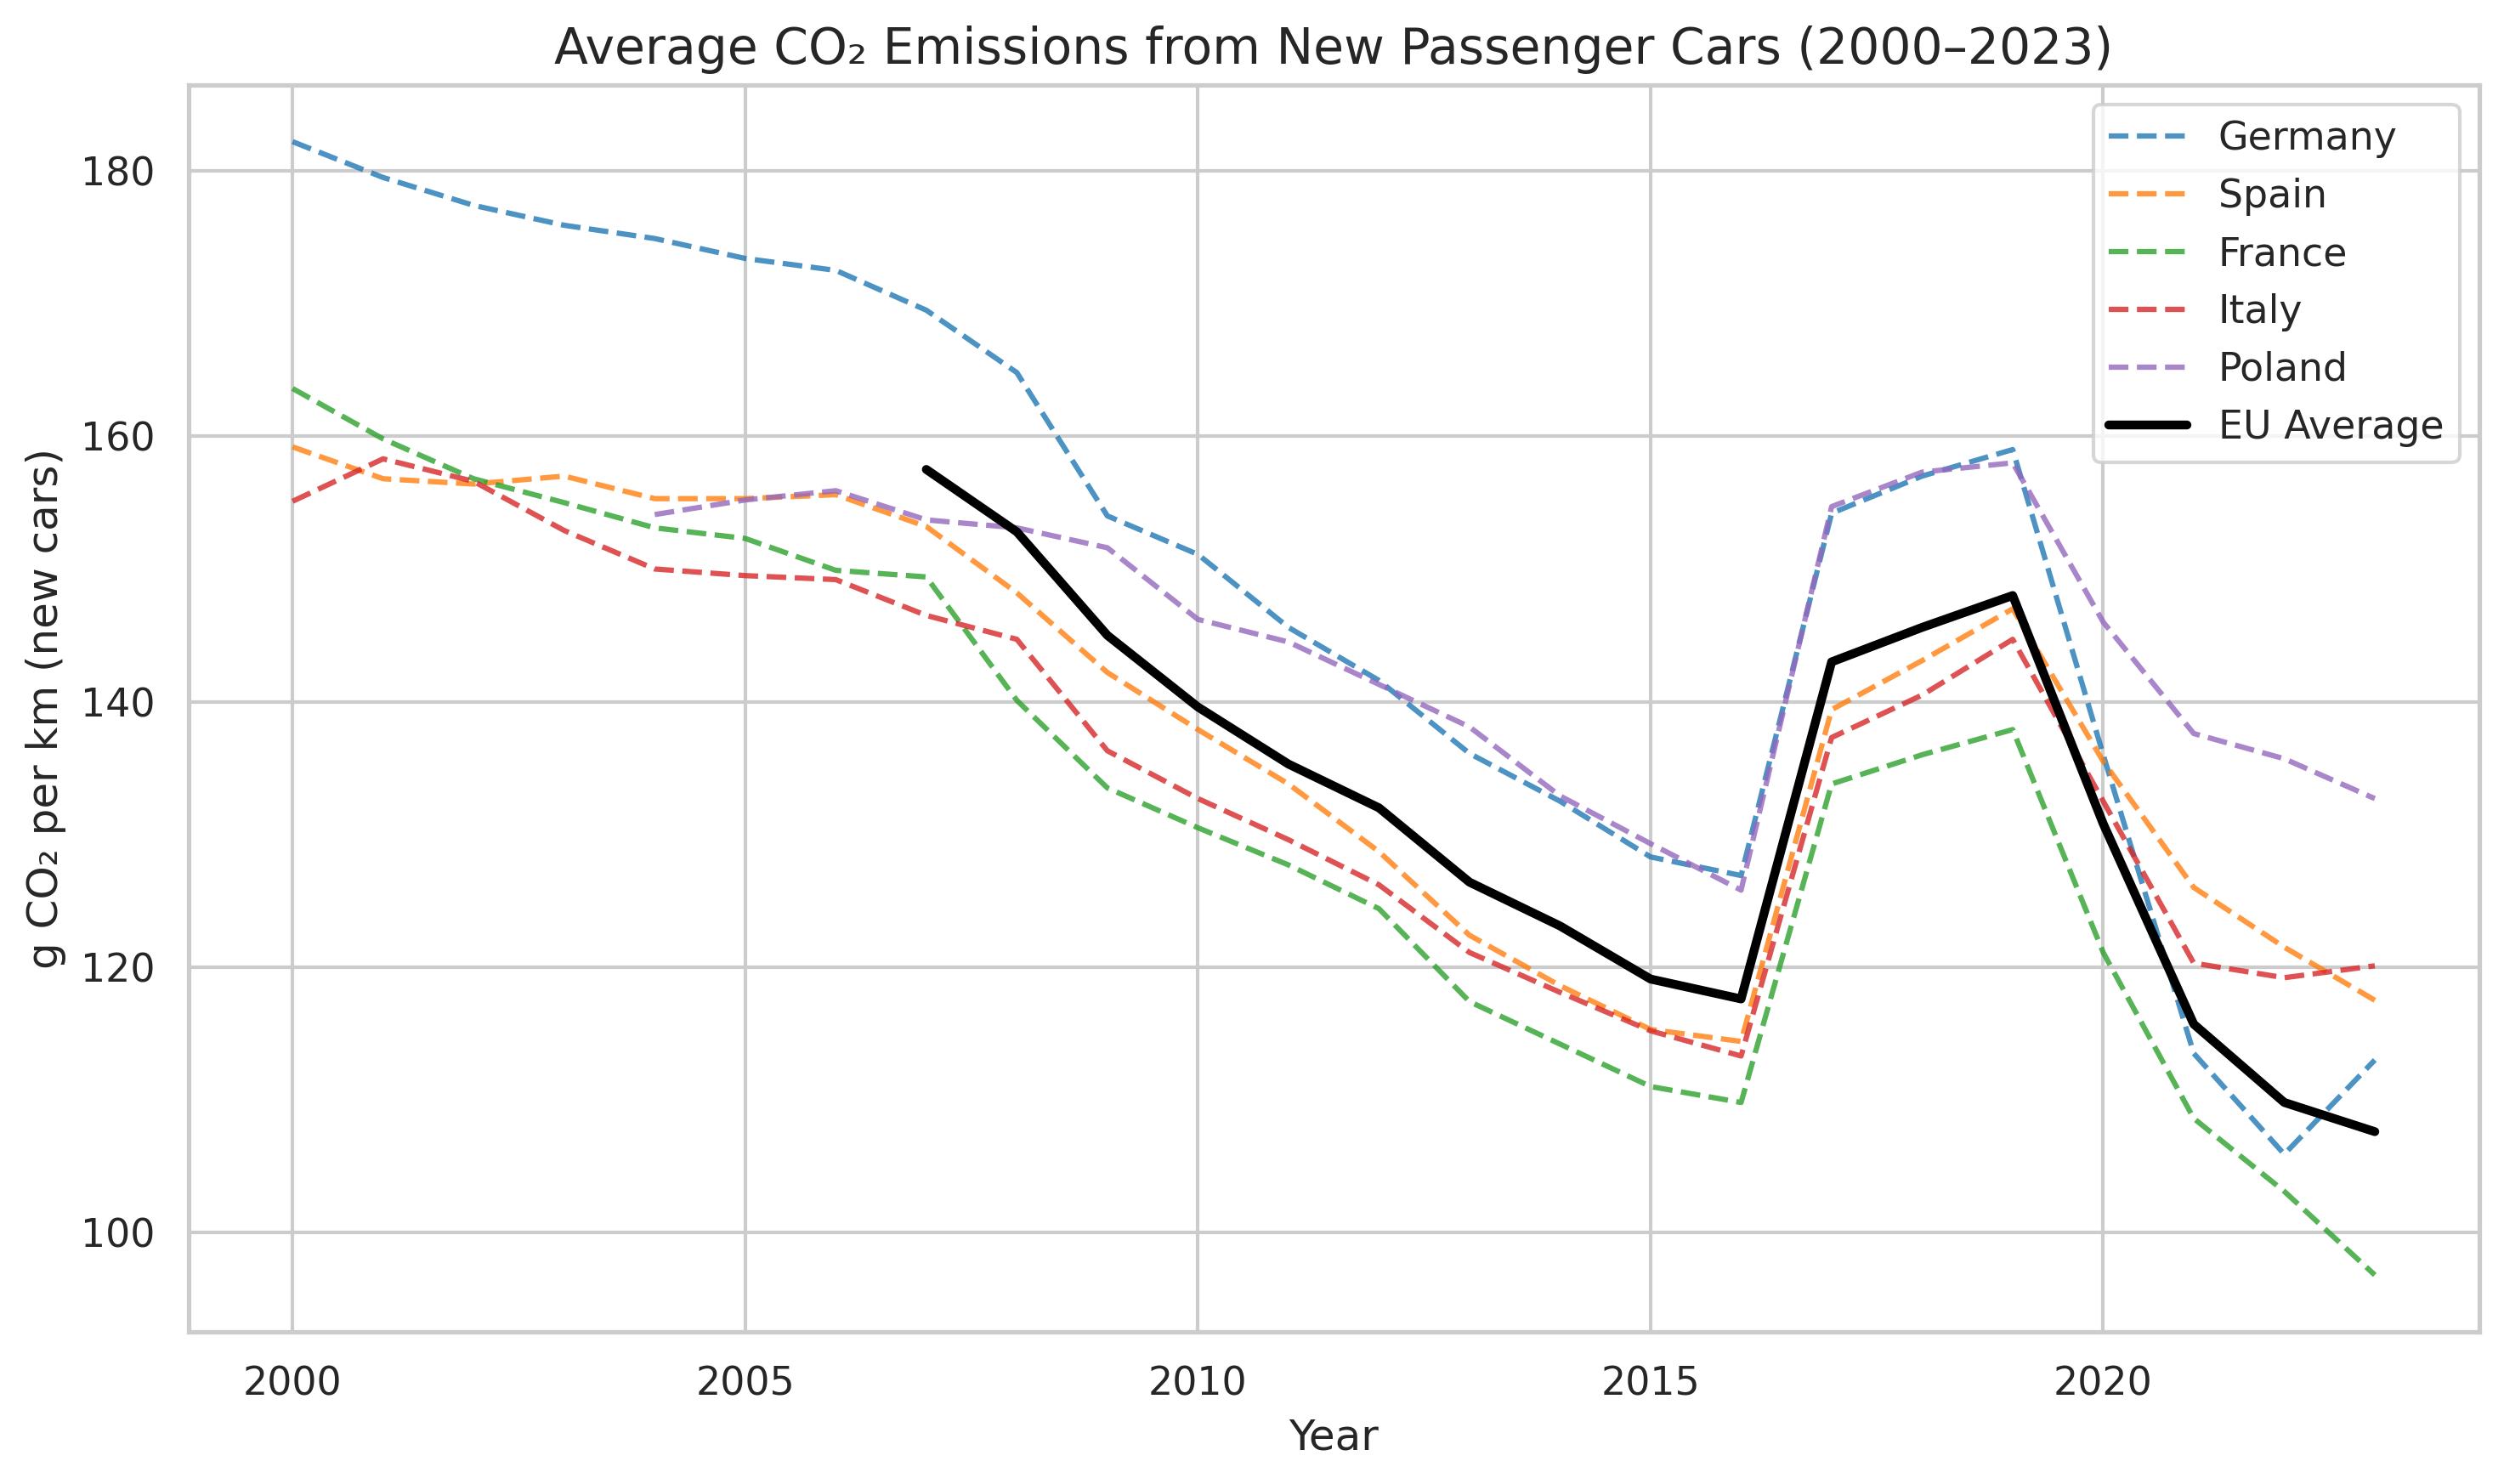 Average CO₂ Emissions from New Passenger Cars (2000–2023)
g CO₂ per km (new cars)
180
160
140
120
100
2000
2005
2010
2015
2020
Year
Germany
Spain
France
Italy
Poland
EU Average